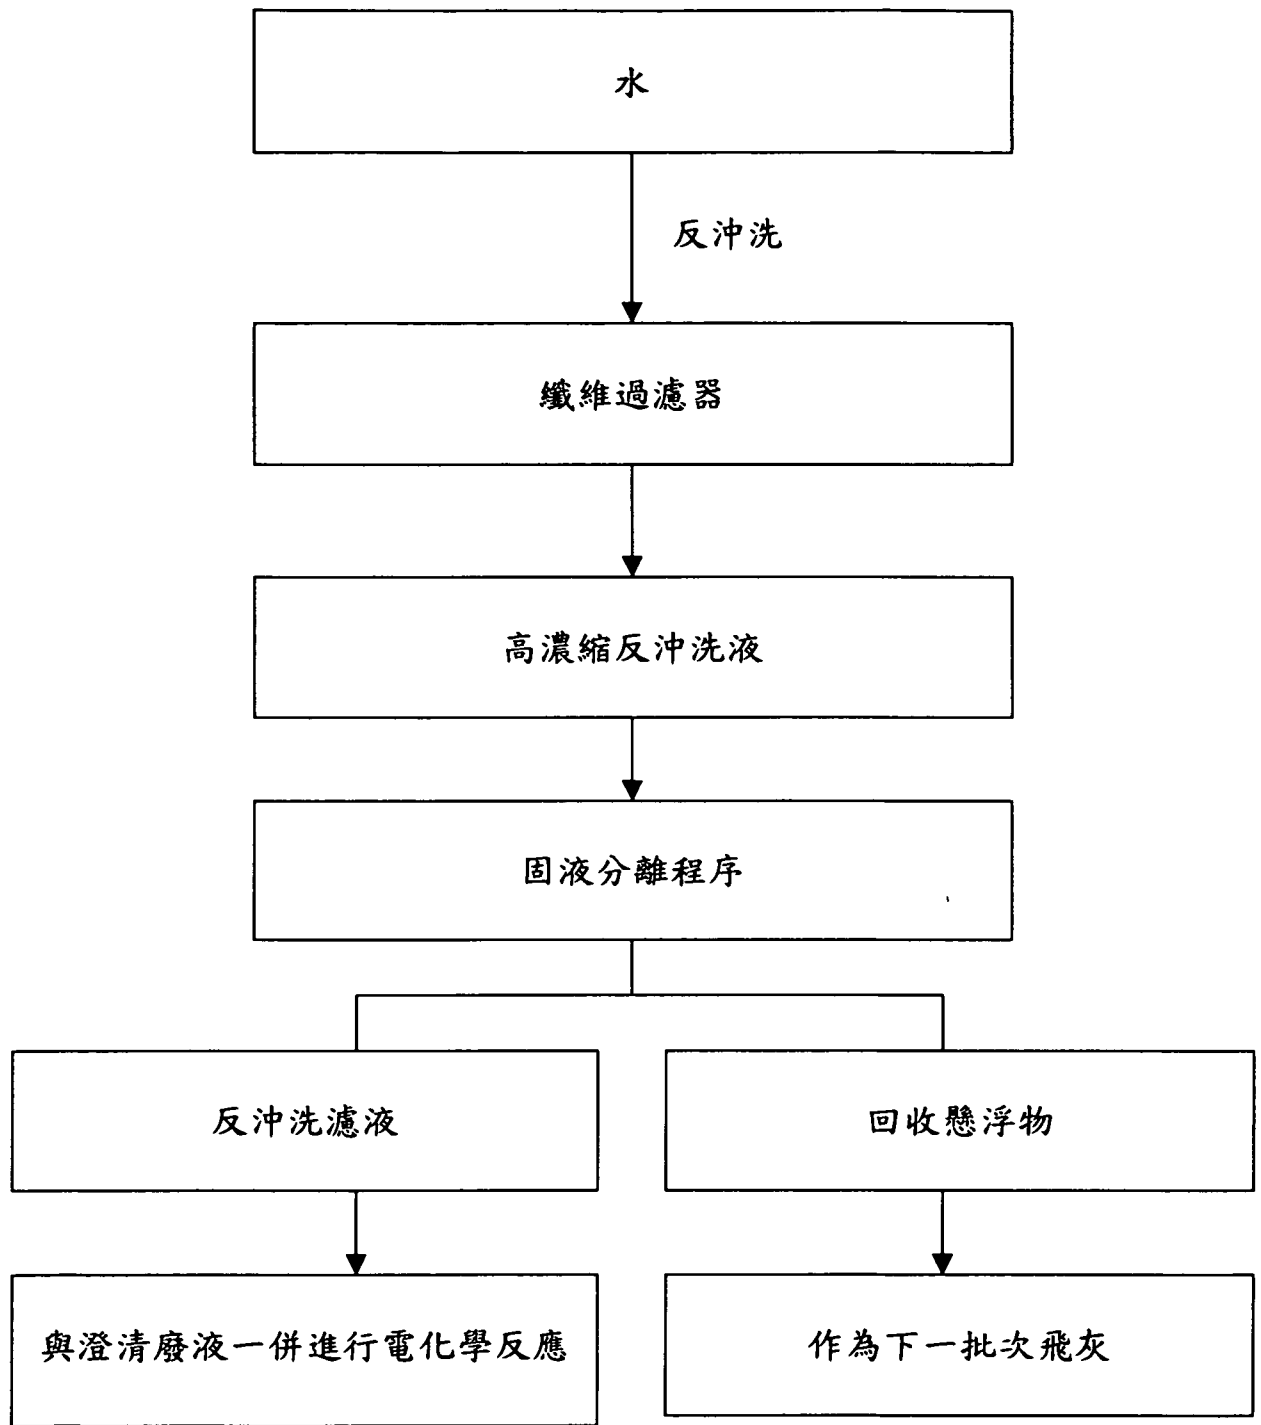 水
反沖洗
纖維過濾器
高濃縮反沖洗液
固液分離程序
反沖洗濾液
回收懸浮物
與澄清廢液一併進行電化學反應
作為下一批次飛灰